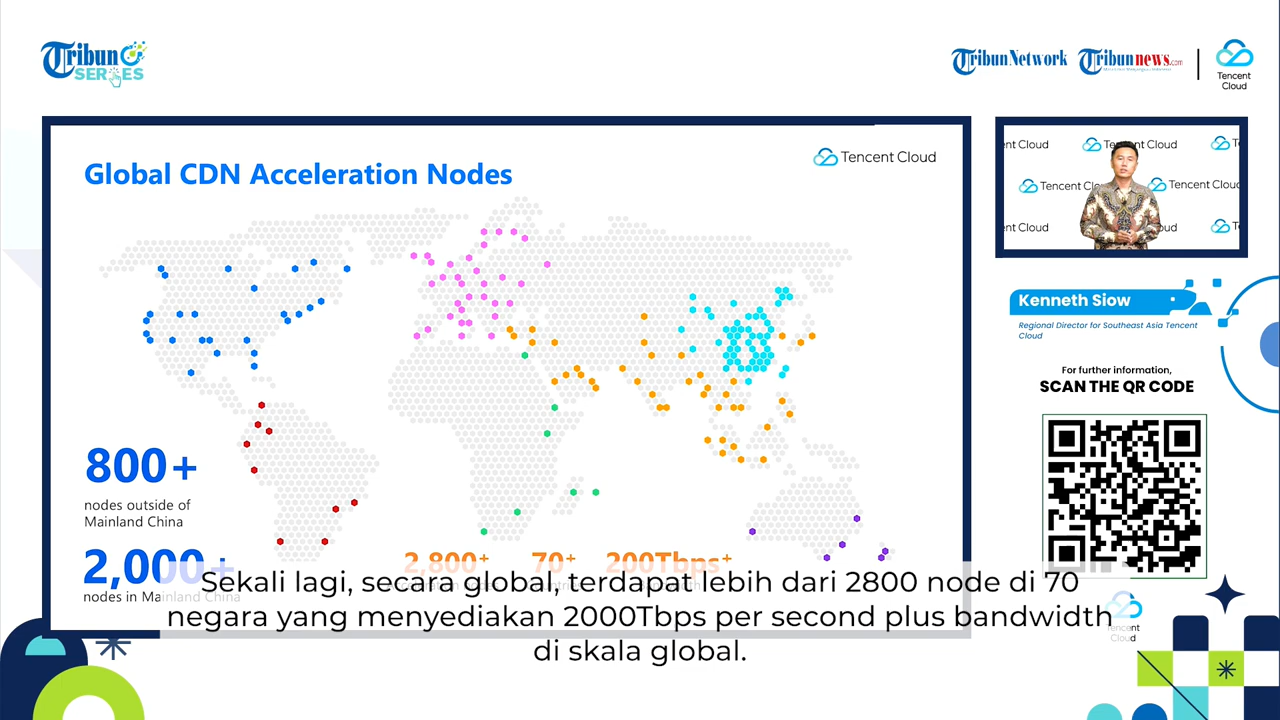 Tribun
SERIES
TribunNetwork
Tribunnews.com
Tencent
Cloud
Global CDN Acceleration Nodes
Tencent Cloud
800+
nodes outside of
Mainland China
2,000+
nodes in Mainland China
2,800+ 70+ 200Tbps+
Tencent Cloud
Tencent Cloud
Tencent Cloud
Kenneth Siow
Regional Director for Southeast Asia Tencent
Cloud
For further information,
SCAN THE QR CODE
Tencent
Cloud
Sekali lagi, secara global, terdapat lebih dari 2800 node di 70
negara yang menyediakan 2000Tbps per second plus bandwidth
di skala global.